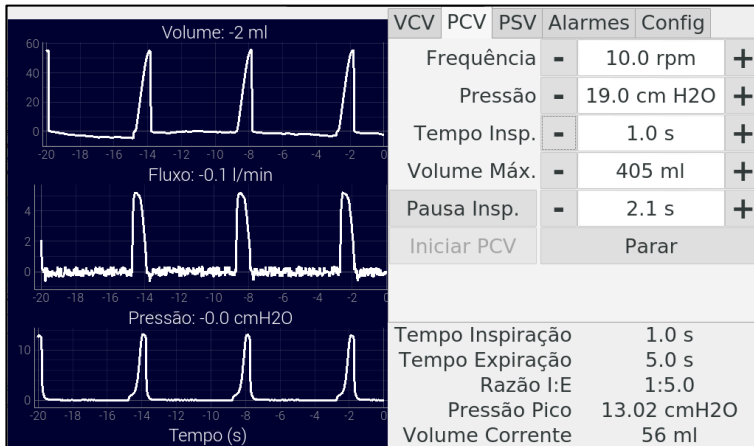 Volume: -2 ml
60
40
20
0
-20 -18 -16 -14 -12 -10 -8 -6 -4 -2 0
Fluxo: -0.1 l/min
4
2
0
-20 -18 -16 -14 -12 -10 -8 -6 -4 -2 0
Pressão: -0.0 cmH2O
10
0
-20 -18 -16 -14 -12 -10 -8 -6 -4 -2 0
Tempo (s)
VCV PCV PSV Alarmes Config
Frequência - 10.0 rpm +
Pressão - 19.0 cm H2O +
Tempo Insp. - 1.0 s +
Volume Máx. - 405 ml +
Pausa Insp. - 2.1 s +
Iniciar PCV Parar
Tempo Inspiração 1.0 s
Tempo Expiração 5.0 s
Razão I:E 1:5.0
Pressão Pico 13.02 cmH2O
Volume Corrente 56 ml